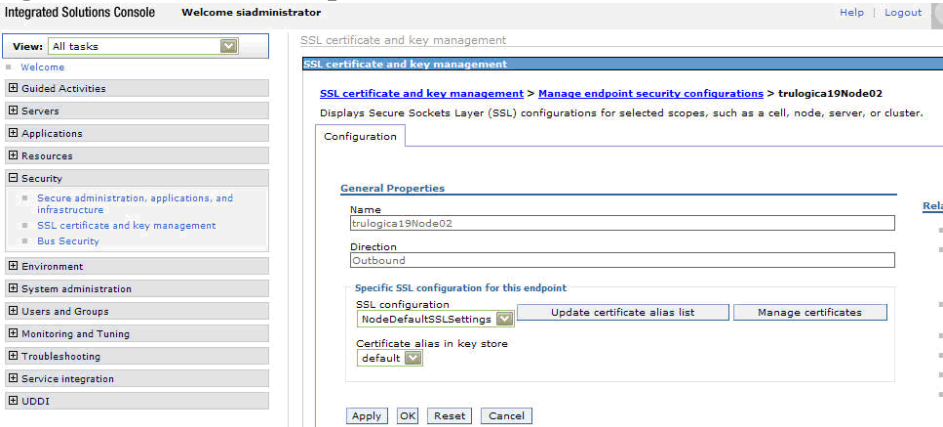 Integrated Solutions Console Welcome siadministrator Help | Logout
View: All tasks
Welcome
Guided Activities
Servers
Applications
Resources
Security
Secure administration, applications, and
infrastructure
SSL certificate and key management
Bus Security
Environment
System administration
Users and Groups
Monitoring and Tuning
Troubleshooting
Service integration
UDDI
SSL certificate and key management
SSL certificate and key management
SSL certificate and key management > Manage endpoint security configurations > trulogica19Node02
Displays Secure Sockets Layer (SSL) configurations for selected scopes, such as a cell, node, server, or cluster.
Configuration
General Properties
Name
trulogica19Node02
Direction
Outbound
Specific SSL configuration for this endpoint
SSL configuration
NodeDefaultSSLSettings Update certificate alias list Manage certificates
Certificate alias in key store
default
Apply OK Reset Cancel